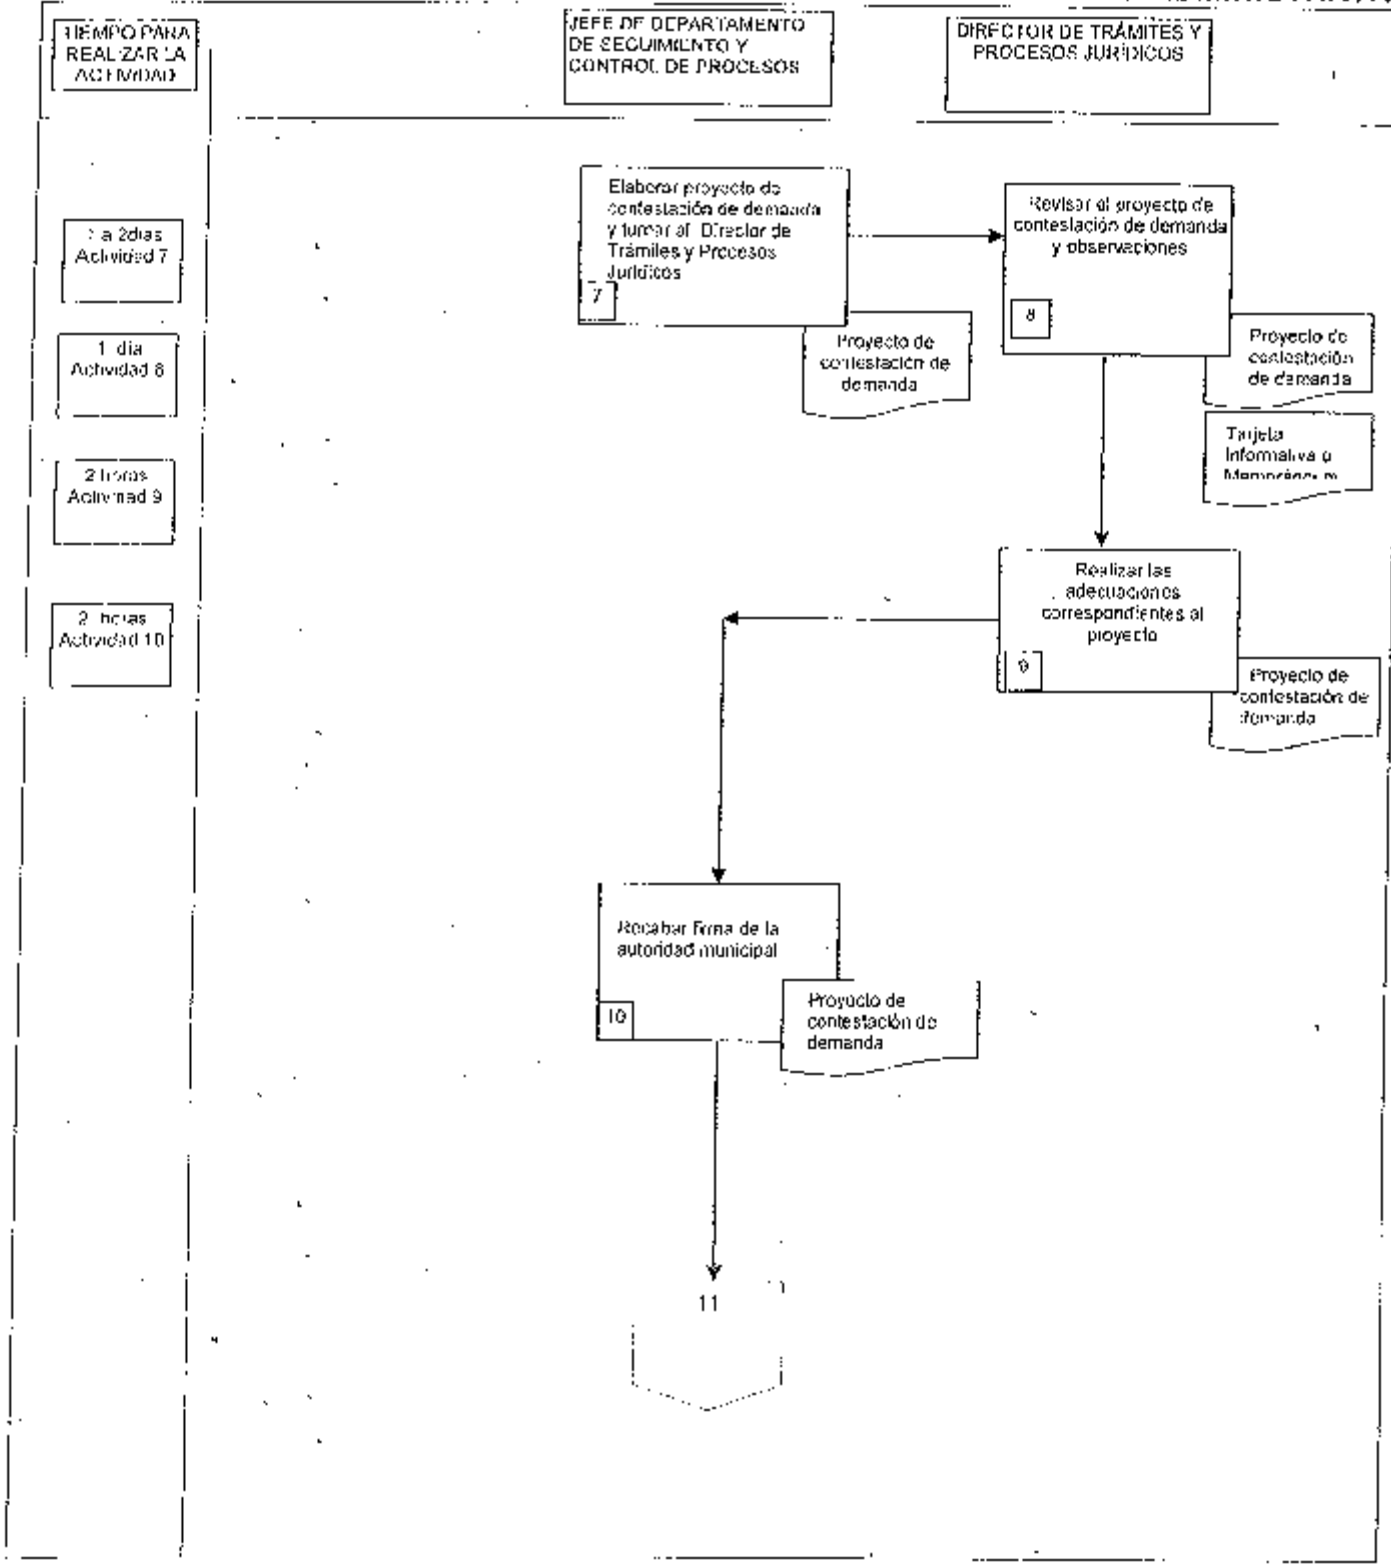 TIEMPO PARA
REALIZAR LA
ACTIVIDAD
JEFE DE DEPARTAMENTO
DE SEGUIMIENTO Y
CONTROL DE PROCESOS
DIRECTOR DE TRÁMITES Y
PROCESOS JURÍDICOS
a 2dias
Actividad 7
1 día
Actividad 8
2 horas
Actividad 9
2 horas
Actividad 10
Elaborar proyecto de
contestación de demanda
y turnar al Director de
Trámites y Procesos
Jurídicos
7
Proyecto de
contestación de
demanda
Revisar el proyecto de
contestación de demanda
y observaciones
8
Proyecto de
contestación
de demanda
Tarjeta
Informativa o
Realizar las
adecuaciones
correspondientes al
proyecto
9
Proyecto de
contestación de
demanda
Recabar firma de la
autoridad municipal
10
Proyecto de
contestación de
demanda
11